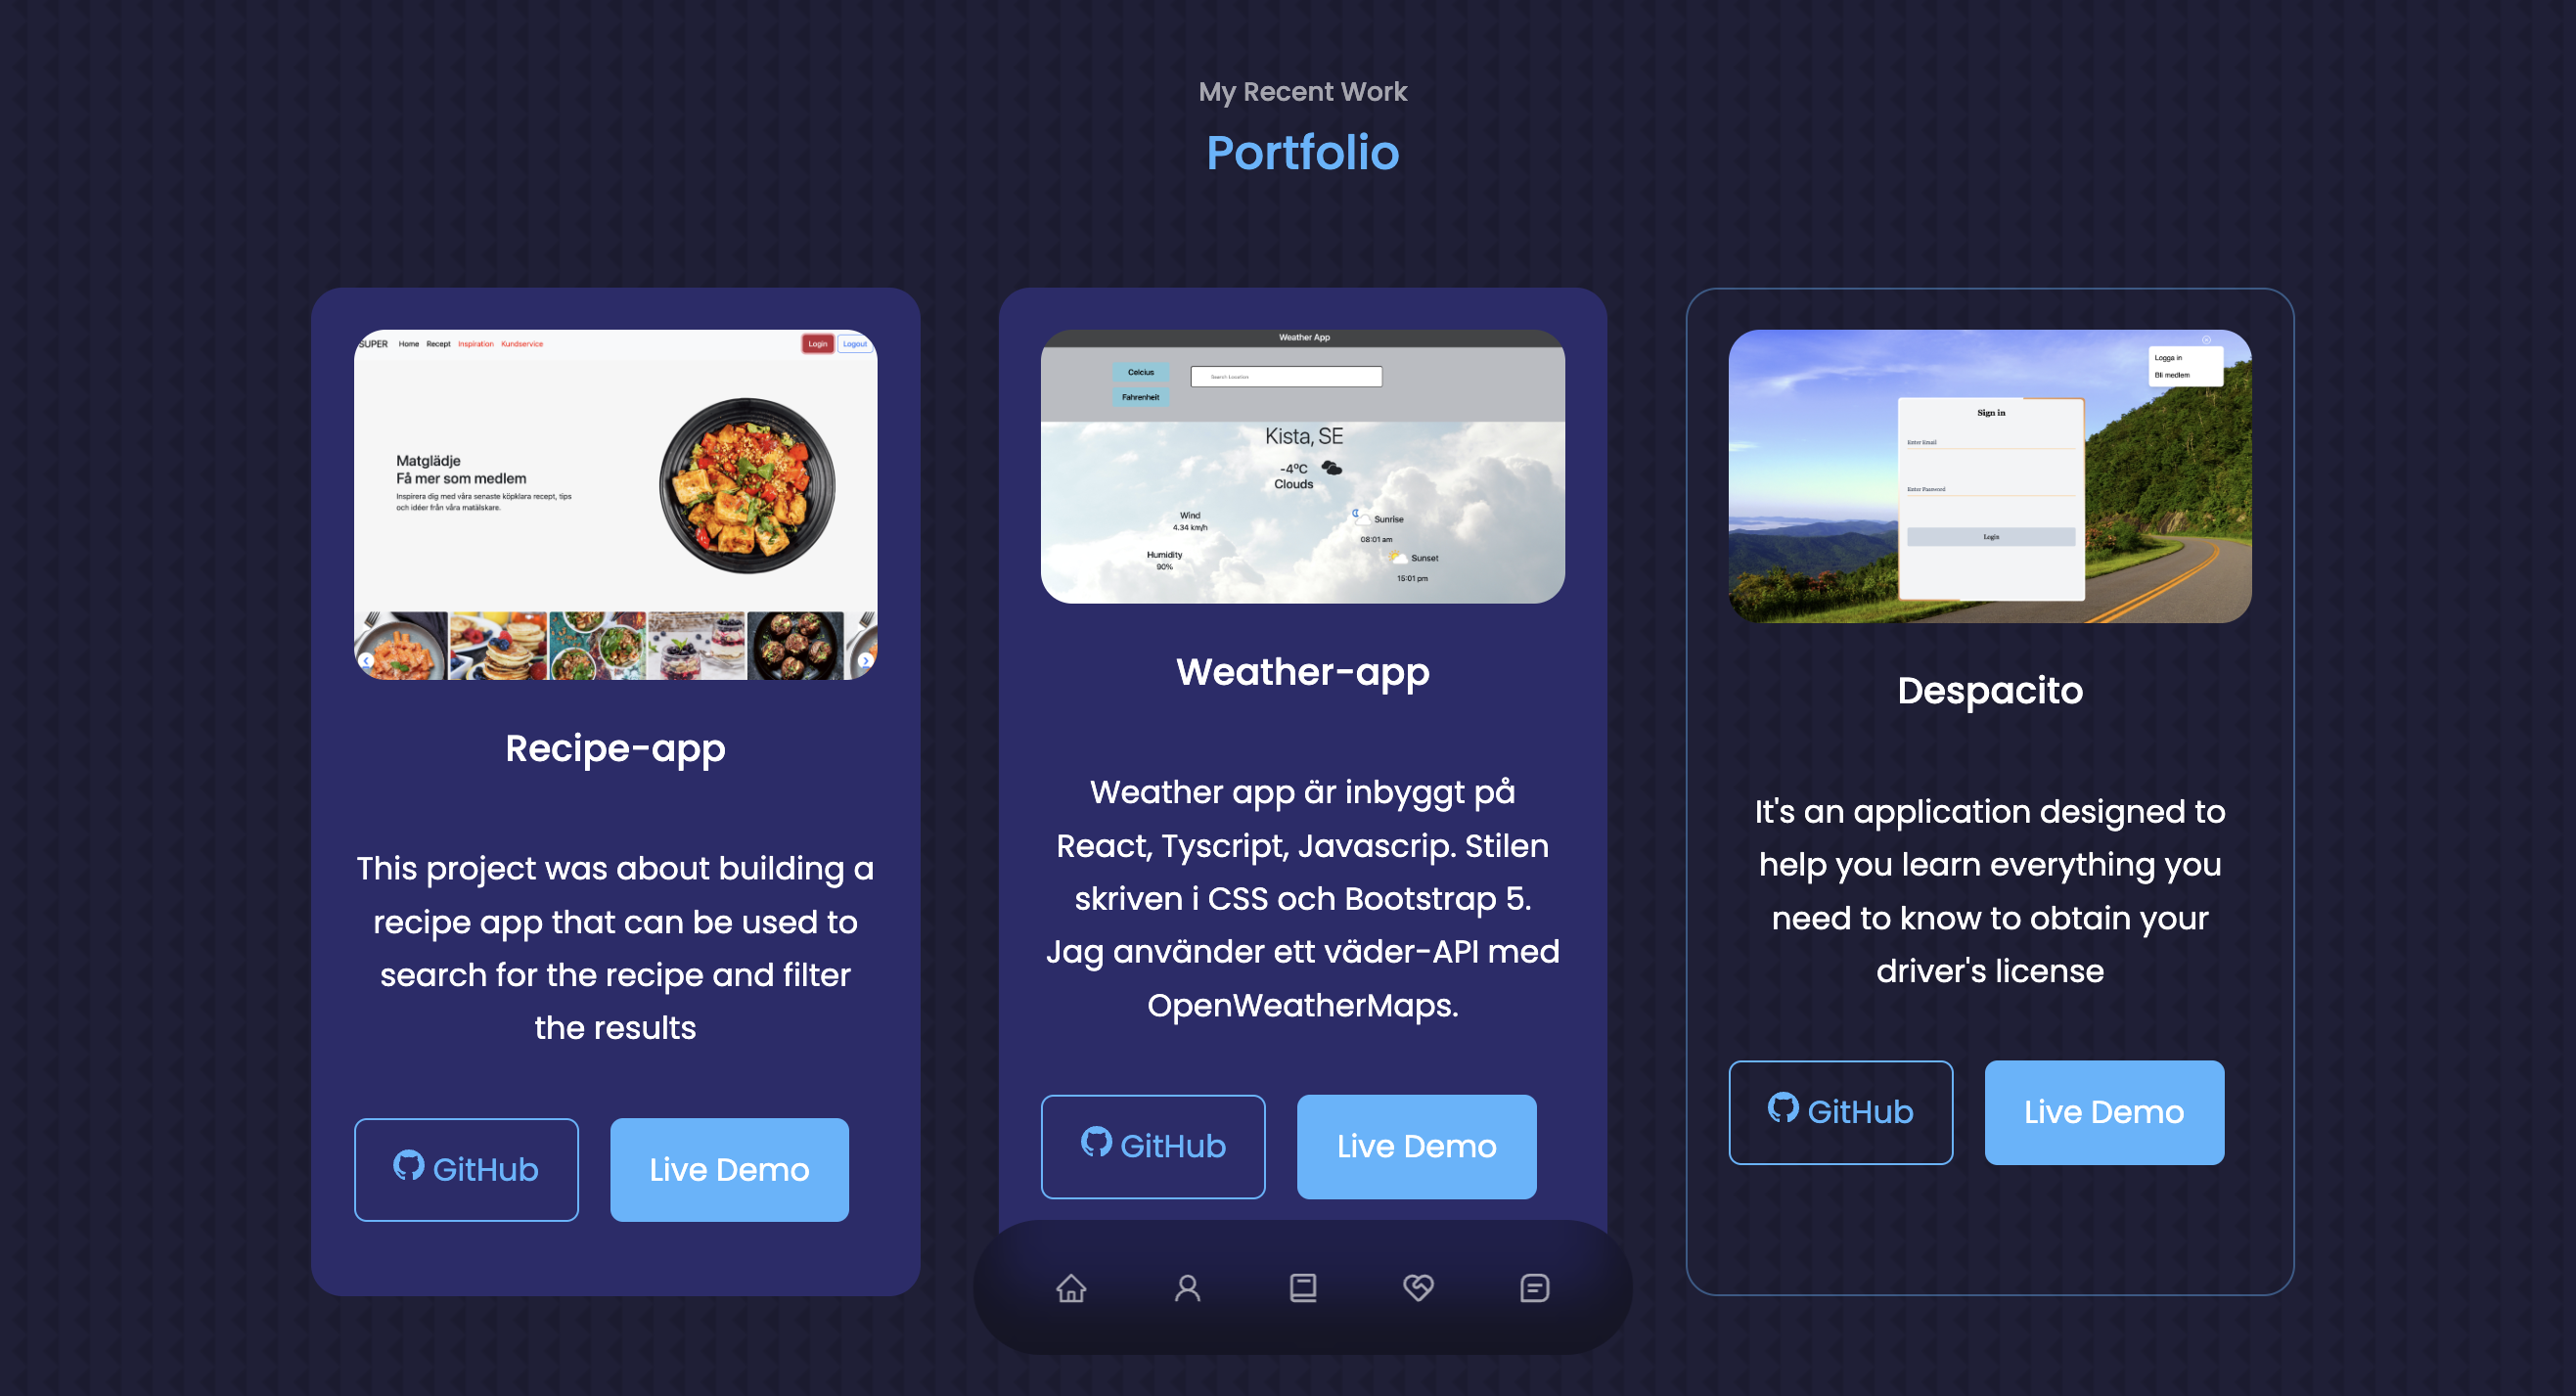 My Recent Work
Portfolio
SUPER Home Recept Inspiration Kundservice Login Logout
Matglädje
Få mer som medlem
Inspirera dig med våra senaste köpklara recept, tips
och idéer från våra matälskare.
Recipe-app
This project was about building a
recipe app that can be used to
search for the recipe and filter
the results
GitHub
Live Demo
Weather App
Celcius
Search Location
Fahrenheit
Kista, SE
-4°C
Clouds
Wind
4.34 km/h
Sunrise
08:01 am
Humidity
90%
Sunset
15:01 pm
Weather-app
Weather app är inbyggt på
React, Tyscript, Javascrip. Stilen
skriven i CSS och Bootstrap 5.
Jag använder ett väder-API med
OpenWeatherMaps.
GitHub
Live Demo
Logga in
Bli medlem
Sign in
Enter Email
Enter Password
Login
Despacito
It's an application designed to
help you learn everything you
need to know to obtain your
driver's license
GitHub
Live Demo